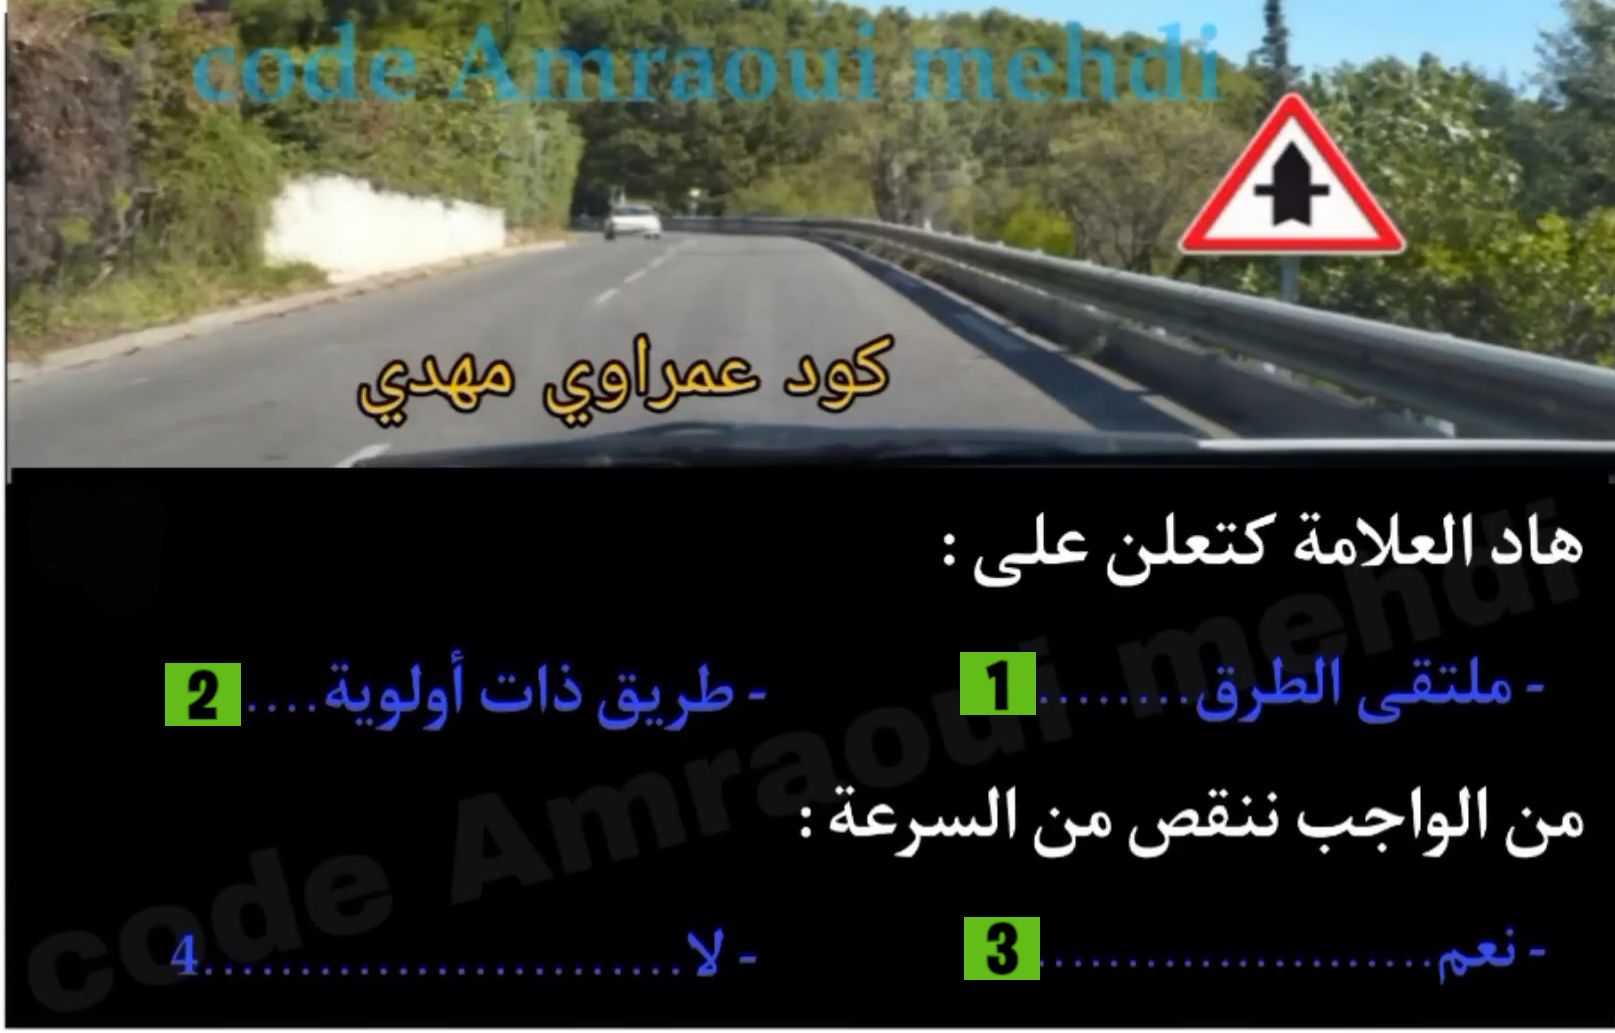 code Amraoui mehdi
كود عمراوي مهدي
هاد العلامة كتعلن على :
- ملتقى الطرق........ 1 - طريق ذات أولوية.... 2
code Amraoui mehdi
من الواجب ننقص من السرعة :
- نعم..................... 3 - لا......................... 4